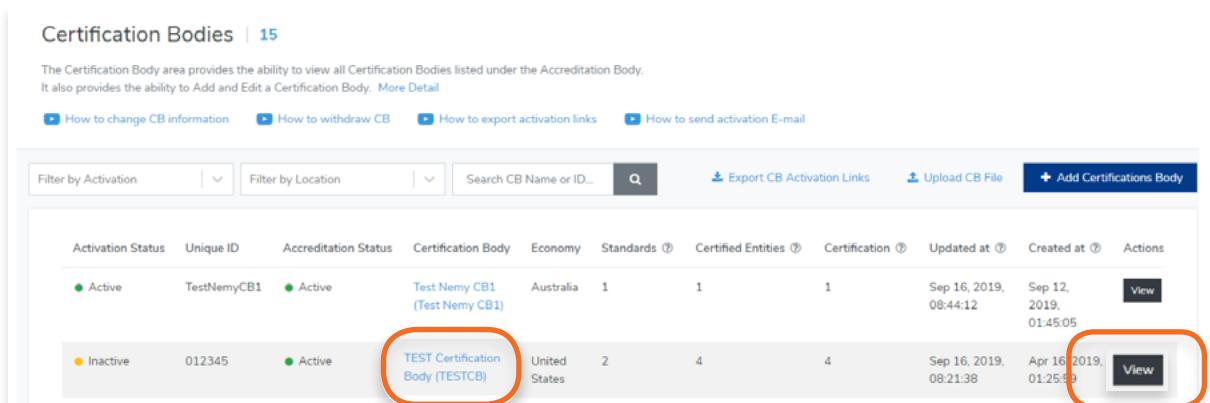 Certification Bodies | 15
The Certification Body area provides the ability to view all Certification Bodies listed under the Accreditation Body.
It also provides the ability to Add and Edit a Certification Body. More Detail
How to change CB information How to withdraw CB How to export activation links How to send activation E-mail
Filter by Activation Filter by Location Search CB Name or ID... Export CB Activation Links Upload CB File + Add Certifications Body
Activation Status Unique ID Accreditation Status Certification Body Economy Standards ? Certified Entities ? Certification ? Updated at ? Created at ? Actions
Active TestNemyCB1 Active Test Nemy CB1 Australia 1 1 1 Sep 16, 2019, Sep 12, View
(Test Nemy CB1) 08:44:12 2019,
01:45:05
Inactive 012345 Active TEST Certification United 2 4 4 Sep 16, 2019, Apr 16, 2019, View
Body (TESTCB) States 08:21:38 01:25:59